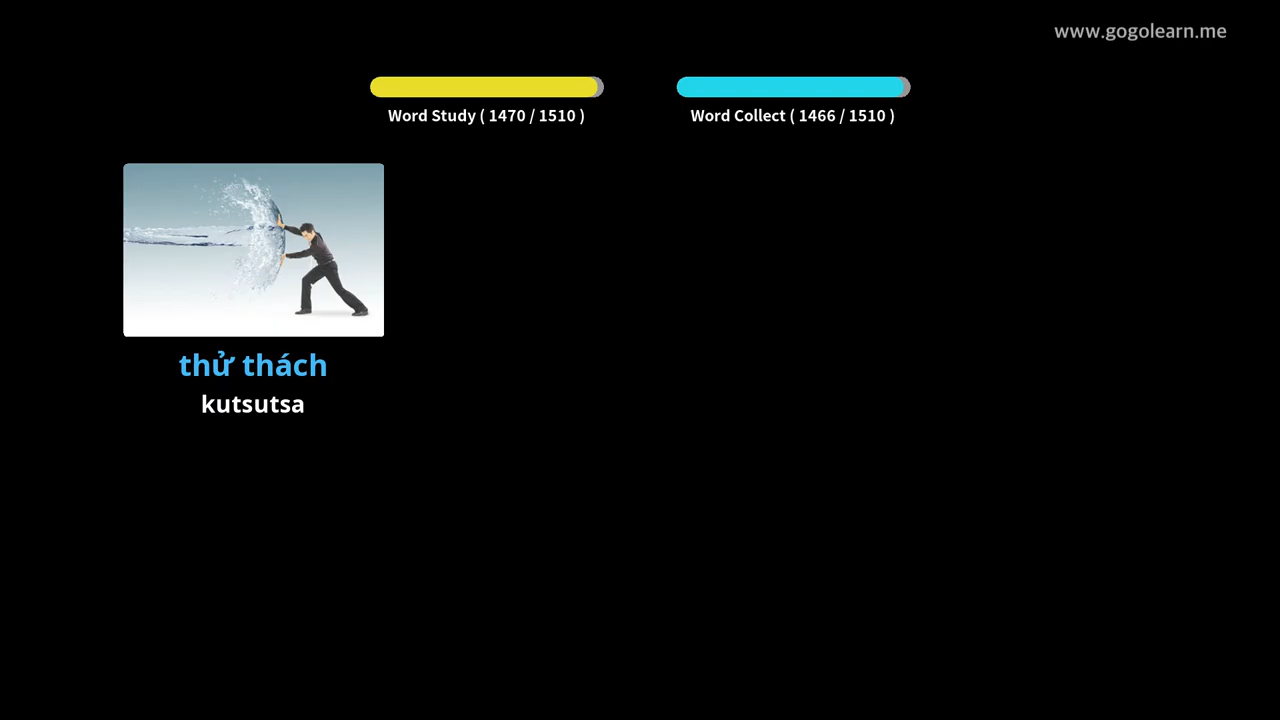 www.gogolearn.me
Word Study ( 1470 / 1510 )
Word Collect ( 1466 / 1510 )
thử thách
kutsutsa